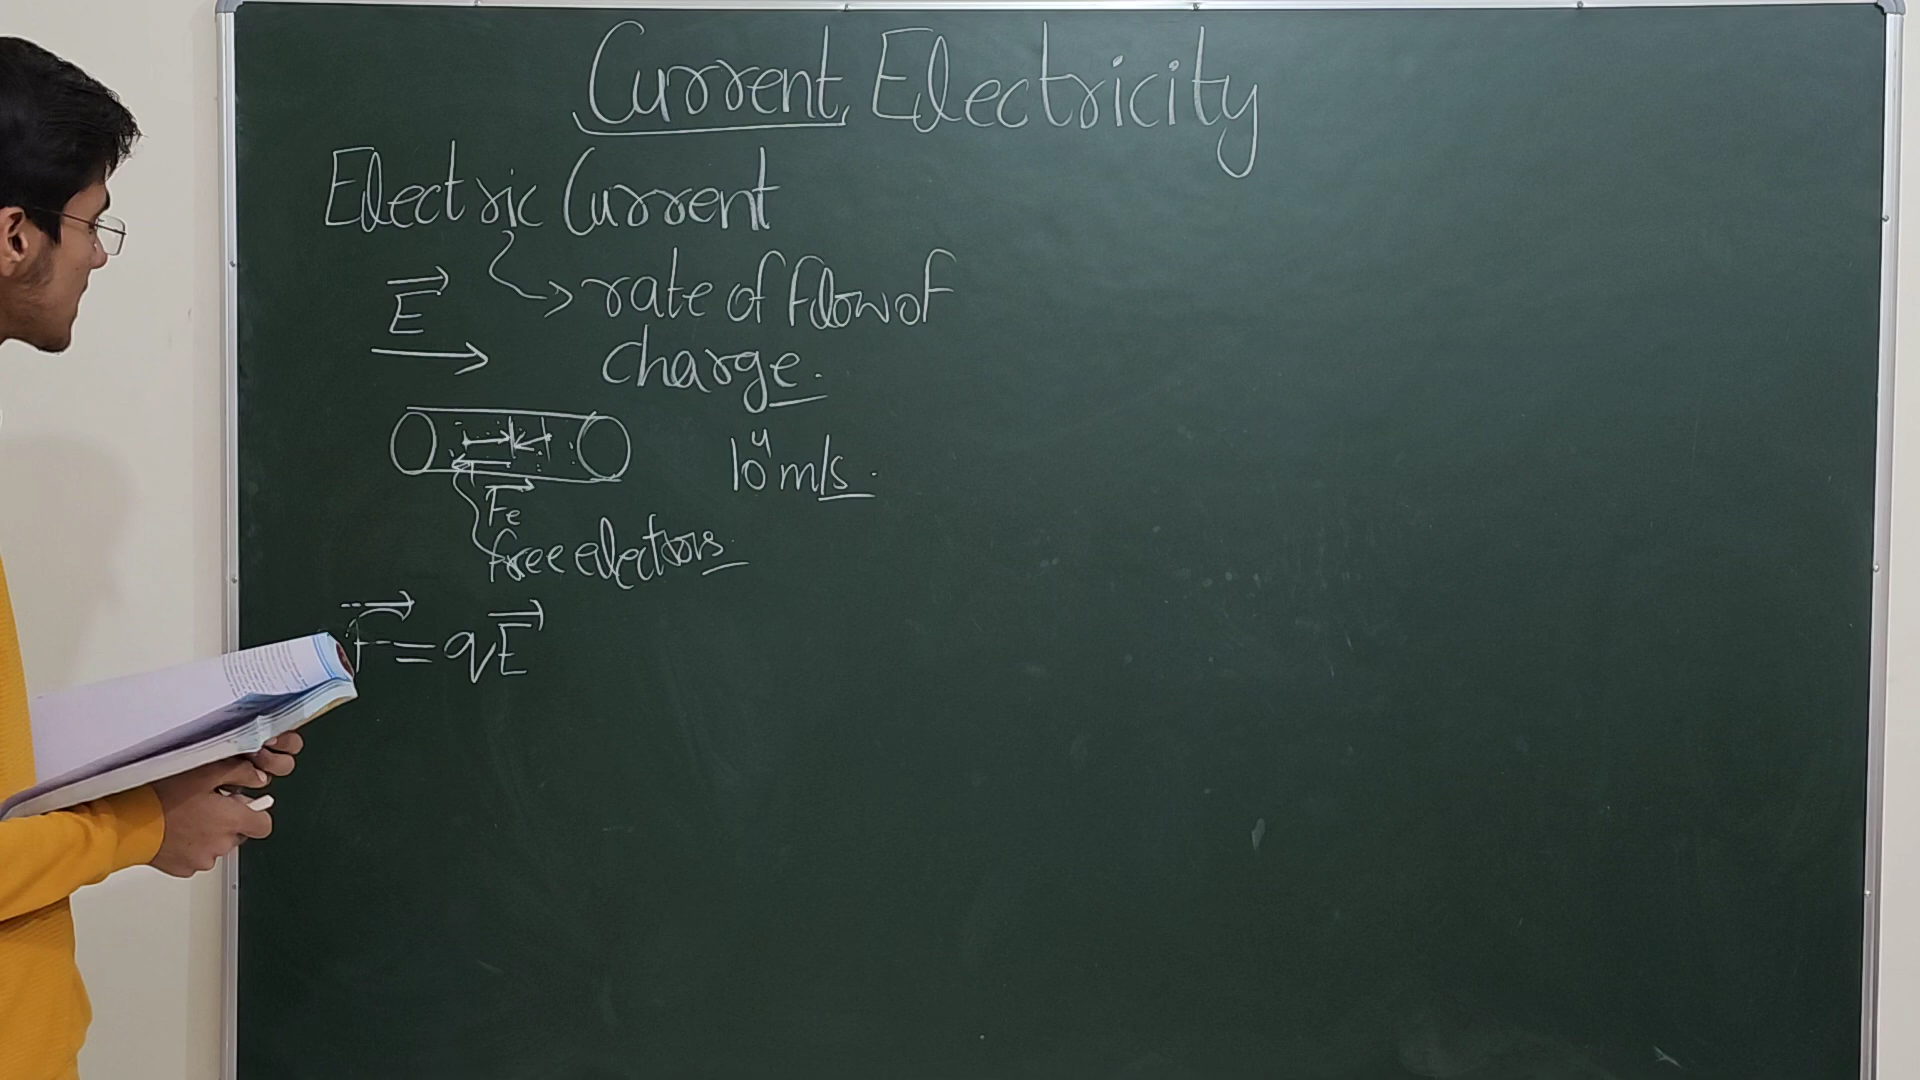 Current Electricity
Electric Current
E → rate of flow of
charge.
10⁴ m/s.
Fe
free electrons
F = qE